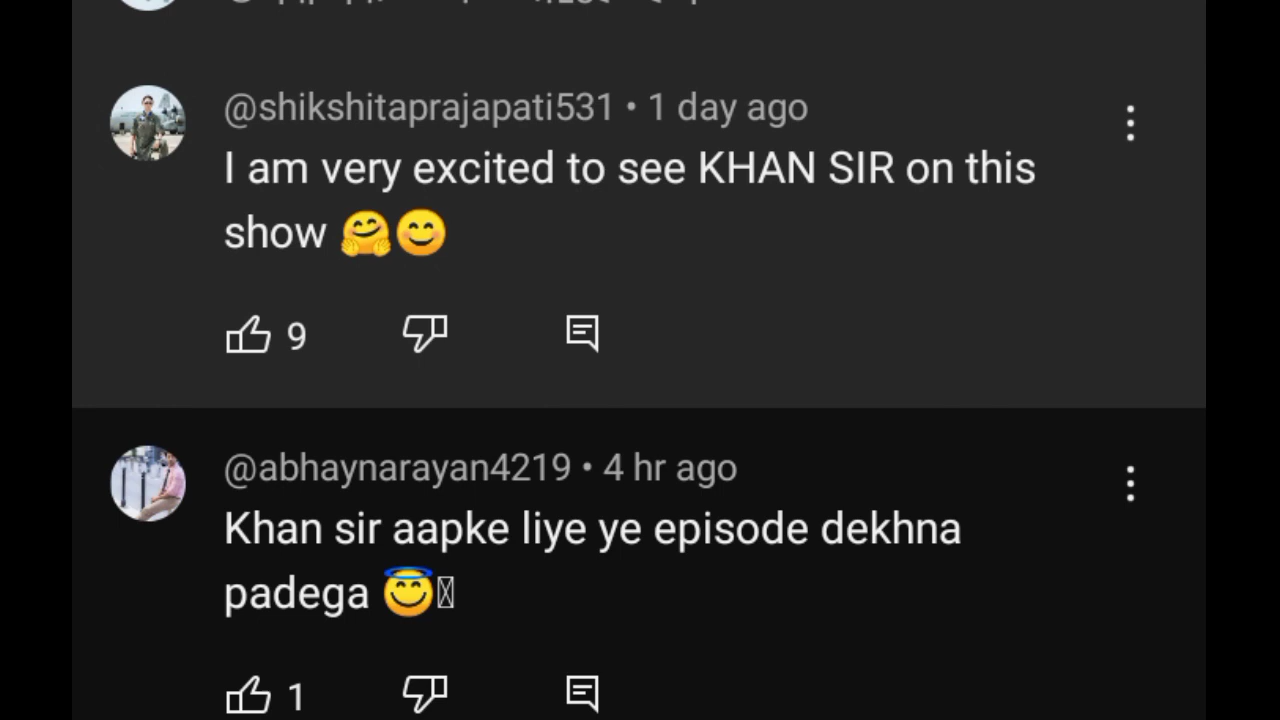 @shikshitaprajapati531 • 1 day ago
I am very excited to see KHAN SIR on this
show 🤗😊
9
@abhaynarayan4219 • 4 hr ago
Khan sir aapke liye ye episode dekhna
padega 😇
1